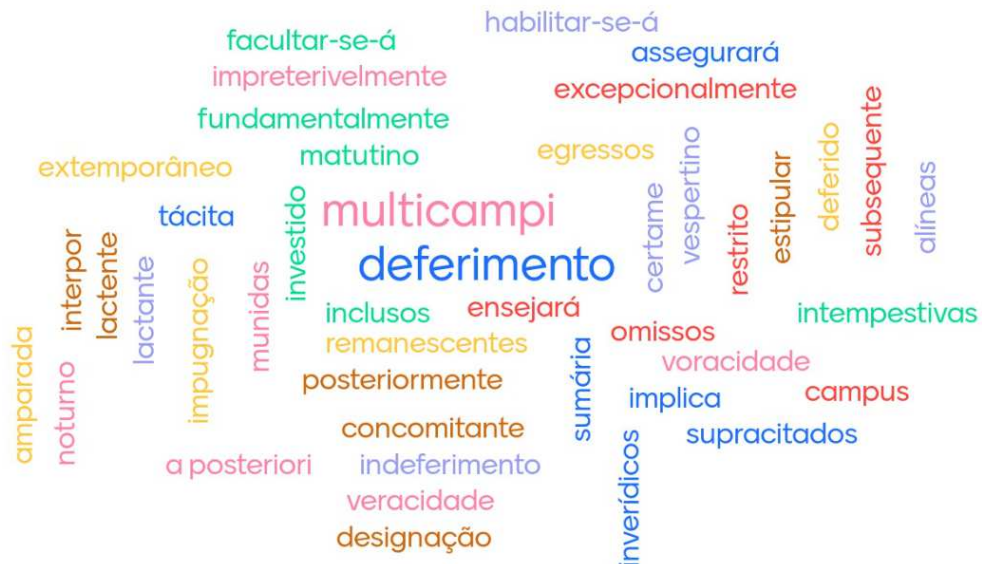 habilitar-se-á
facultar-se-á
assegurará
impreterivelmente
excepcionalmente
fundamentalmente
matutino
egressos
extemporâneo
tácita
multicampi
deferimento
investido
certame
vespertino
restrito
estipular
deferido
subsequente
alíneas
interpor
lactente
lactante
impugnação
munidas
inclusos
ensejará
intempestivas
omissos
remanescentes
voracidade
amparada
noturno
posteriormente
sumária
implica
campus
concomitante
supracitados
a posteriori
indeferimento
inverídicos
veracidade
designação